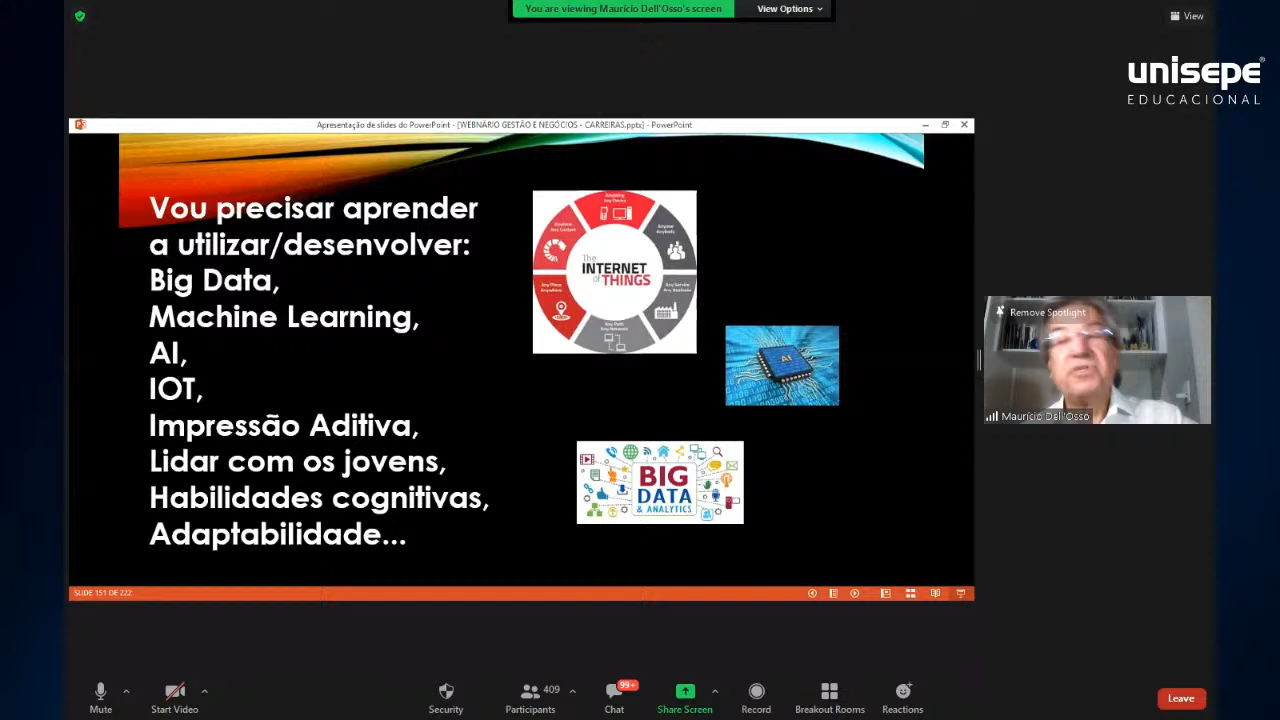 You are viewing Maurício Dell'Osso's screen
View Options
View
unisepe
EDUCACIONAL
Apresentação de slides do PowerPoint - [WEBNÁRIO GESTÃO E NEGÓCIOS - CARREIRAS.pptx] - PowerPoint
Vou precisar aprender
a utilizar/desenvolver:
Big Data,
Machine Learning,
AI,
IOT,
Impressão Aditiva,
Lidar com os jovens,
Habilidades cognitivas,
Adaptabilidade...
The
INTERNET
of THINGS
AI
BIG
DATA
& ANALYTICS
Remove Spotlight
Maurício Dell'Osso
SLIDE 151 DE 222
Mute
Start Video
Security
409
Participants
99+
Chat
Share Screen
Record
Breakout Rooms
Reactions
Leave